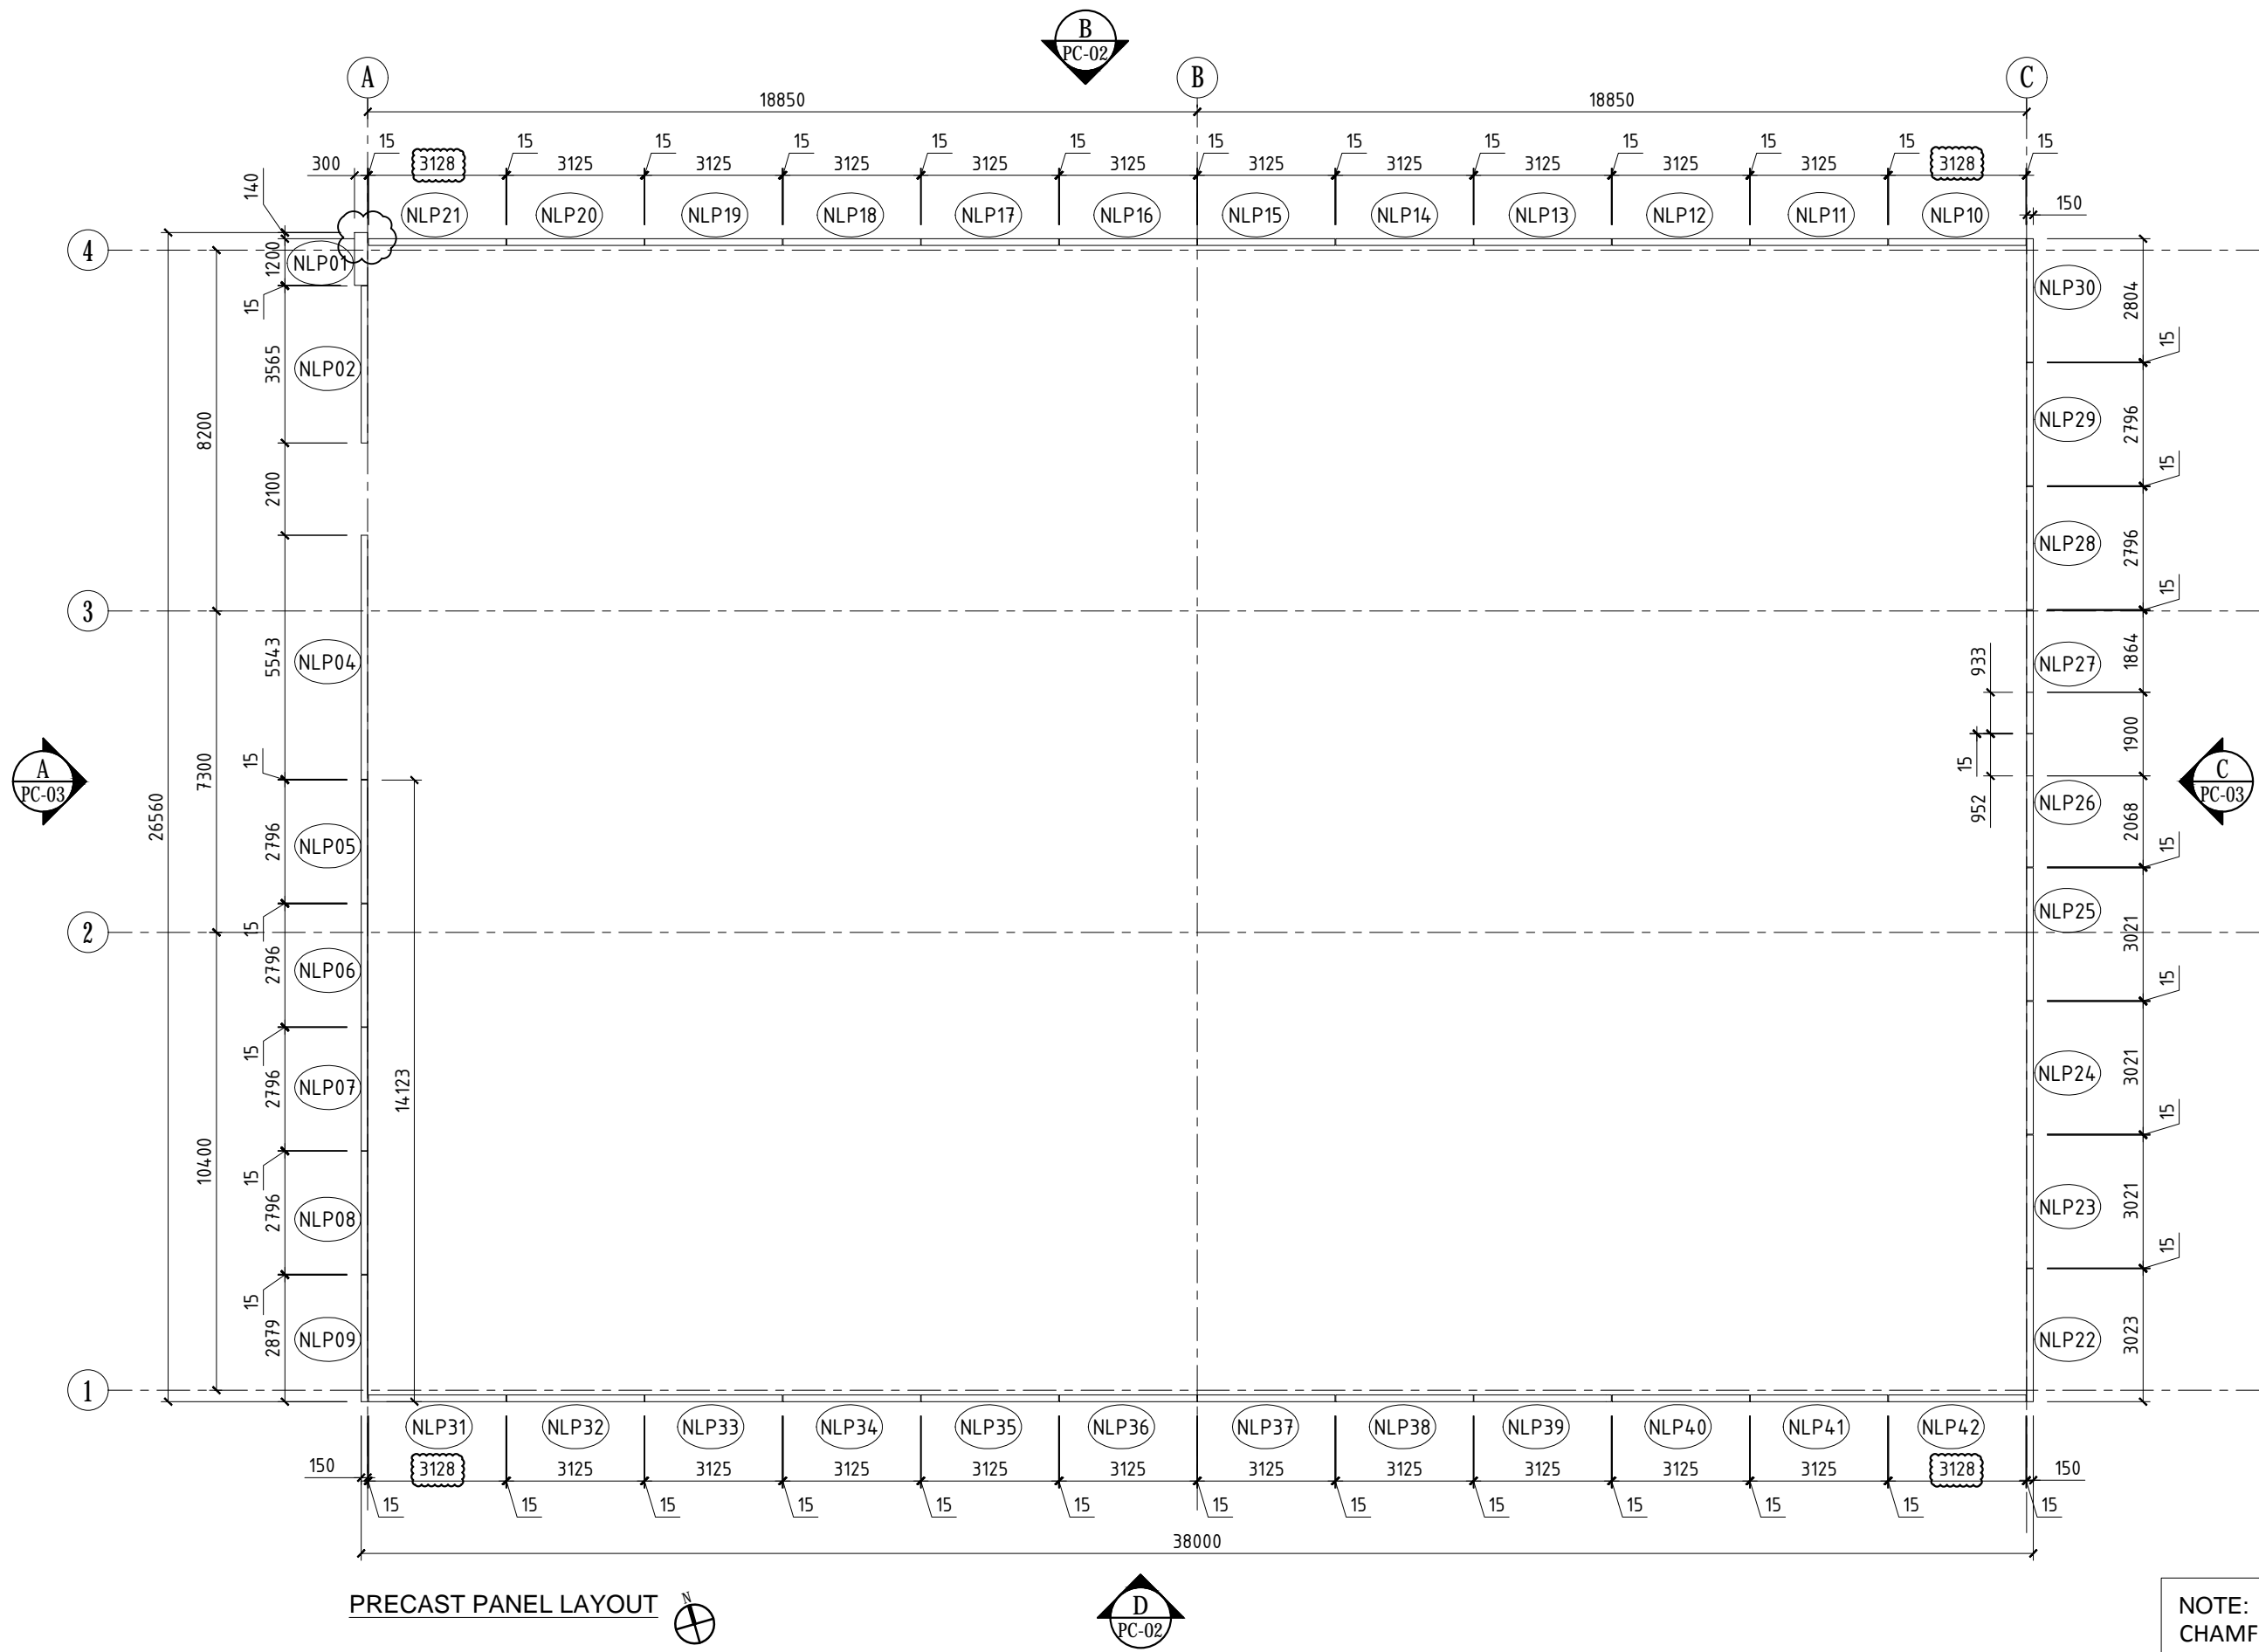 B
PC-02
A B C
18850 18850
15 15 15 15 15 15 15 15 15 15 15 15 15
300 3128 3125 3125 3125 3125 3125 3125 3125 3125 3125 3125 3128
140
NLP21 NLP20 NLP19 NLP18 NLP17 NLP16 NLP15 NLP14 NLP13 NLP12 NLP11 NLP10
150
4
1200
NLP01
15
3565
NLP02
8200
2100
3
5543
NLP04
15
7300
26560
A
PC-03
2796
NLP05
15
2
2796
NLP06
15
2796
NLP07
14123
10400
15
2796
NLP08
15
2879
NLP09
1
NLP30
2804
15
NLP29
2796
15
NLP28
2796
15
NLP27
1864
933
1900
15
952
C
PC-03
NLP26
2068
15
NLP25
3021
15
NLP24
3021
15
NLP23
3021
15
NLP22
3023
NLP31 NLP32 NLP33 NLP34 NLP35 NLP36 NLP37 NLP38 NLP39 NLP40 NLP41 NLP42
150 3128 3125 3125 3125 3125 3125 3125 3125 3125 3125 3125 3128 150
15 15 15 15 15 15 15 15 15 15 15 15 15
38000
PRECAST PANEL LAYOUT
N
D
PC-02
NOTE:
CHAMF